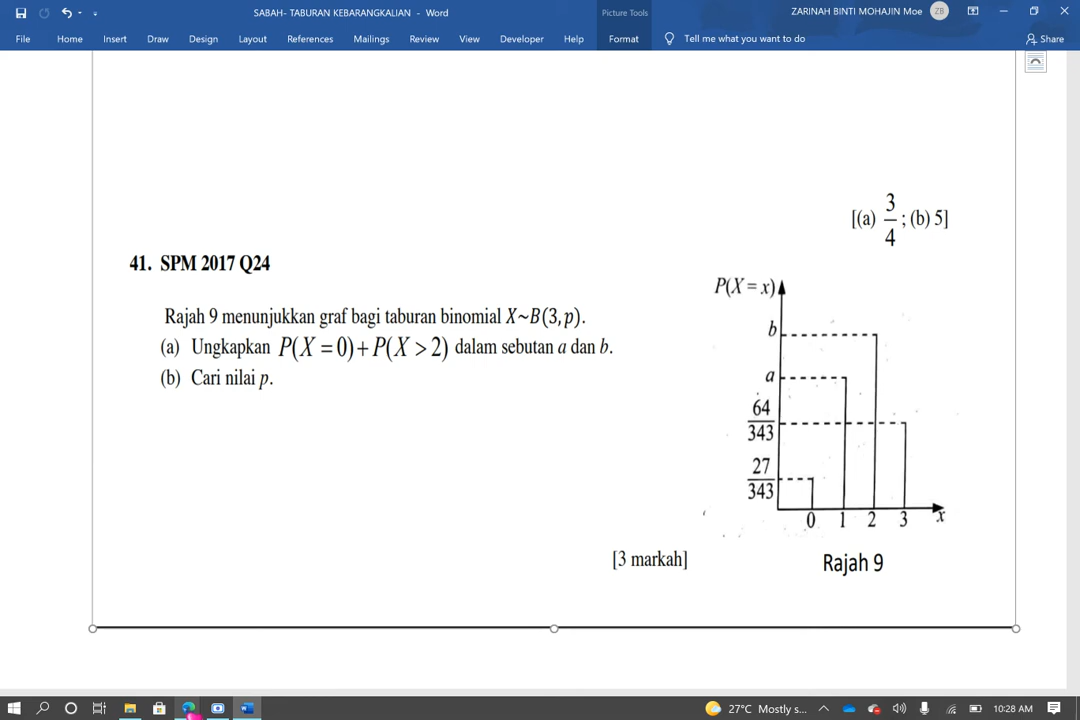 SABAH- TABURAN KEBARANGKALIAN - Word
Picture Tools
ZARINAH BINTI MOHAJIN Moe
ZB
File Home Insert Draw Design Layout References Mailings Review View Developer Help Format Tell me what you want to do Share
[(a) 3/4 ; (b) 5]
41. SPM 2017 Q24
Rajah 9 menunjukkan graf bagi taburan binomial X~B(3,p).
(a) Ungkapkan P(X = 0) + P(X > 2) dalam sebutan a dan b.
(b) Cari nilai p.
[3 markah]
P(X = x)
b
a
64/343
27/343
0 1 2 3 x
Rajah 9
27°C Mostly s...
10:28 AM